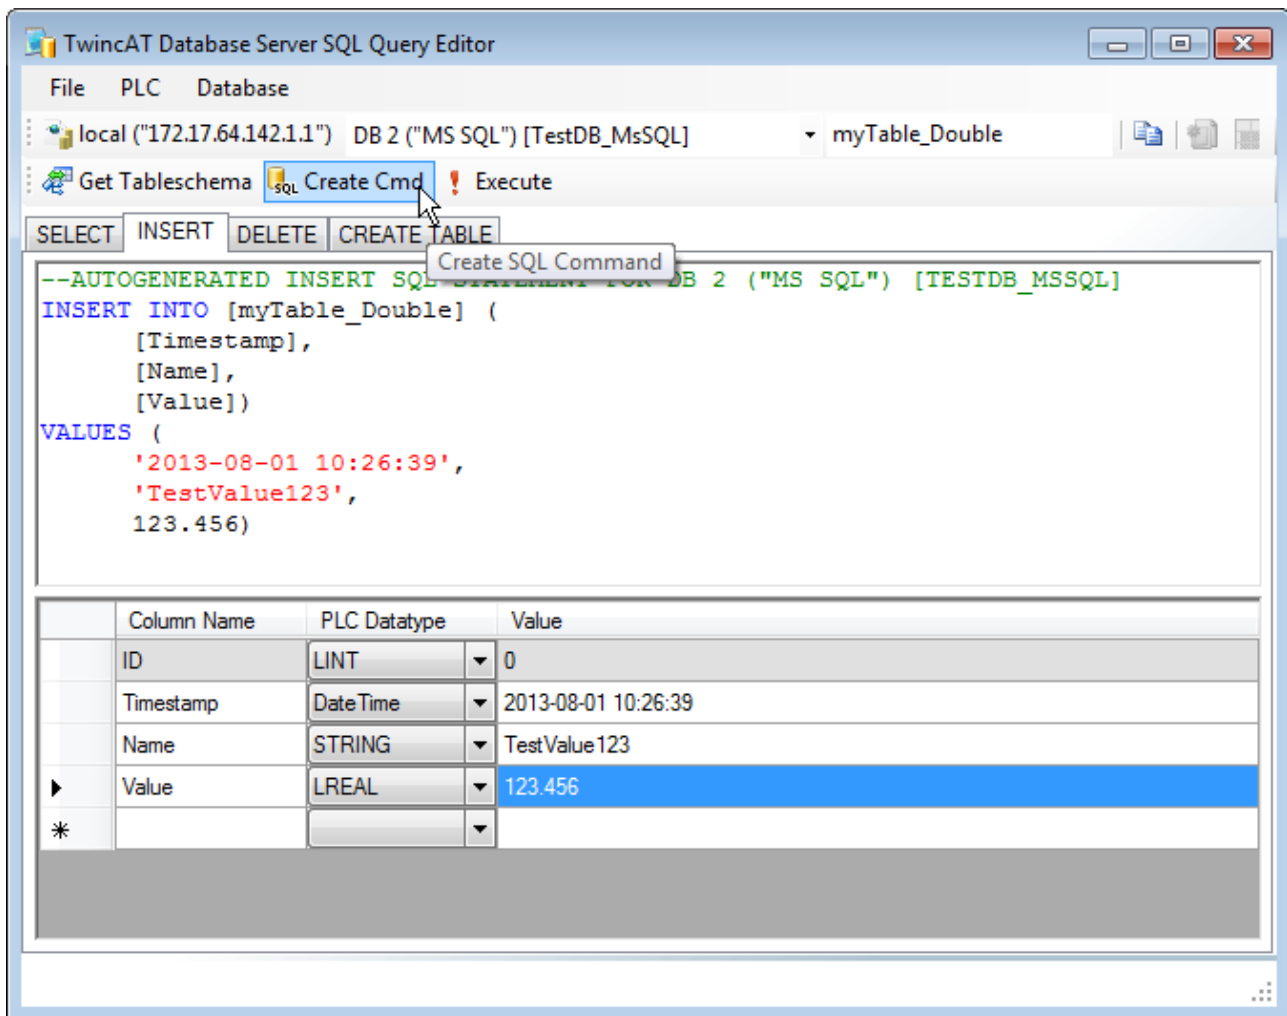 TwincAT Database Server SQL Query Editor
File PLC Database
local ("172.17.64.142.1.1") DB 2 ("MS SQL") [TestDB_MsSQL] myTable_Double
Get Tableschema SQL Create Cmd Execute
SELECT INSERT DELETE CREATE TABLE
Create SQL Command
--AUTOGENERATED INSERT SQL STATEMENT FOR DB 2 ("MS SQL") [TESTDB_MSSQL]
INSERT INTO [myTable_Double] (
[Timestamp],
[Name],
[Value])
VALUES (
'2013-08-01 10:26:39',
'TestValue123',
123.456)
Column Name PLC Datatype Value
ID LINT 0
Timestamp DateTime 2013-08-01 10:26:39
Name STRING TestValue123
Value LREAL 123.456